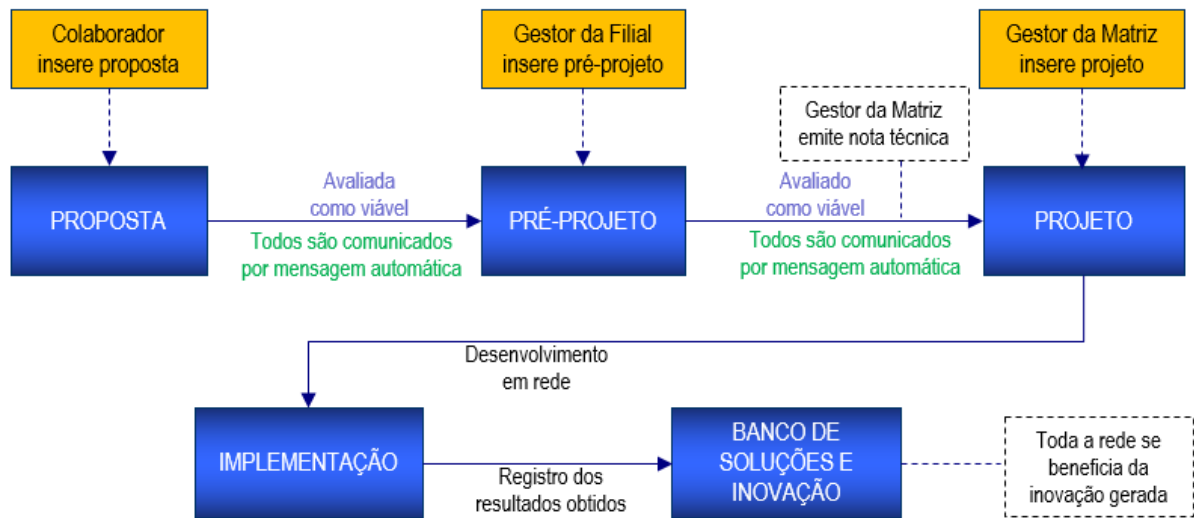 Colaborador
insere proposta
Gestor da Filial
insere pré-projeto
Gestor da Matriz
insere projeto
Gestor da Matriz
emite nota técnica
PROPOSTA
Avaliada
como viável
Todos são comunicados
por mensagem automática
PRÉ-PROJETO
Avaliado
como viável
Todos são comunicados
por mensagem automática
PROJETO
Desenvolvimento
em rede
IMPLEMENTAÇÃO
Registro dos
resultados obtidos
BANCO DE
SOLUÇÕES E
INOVAÇÃO
Toda a rede se
beneficia da
inovação gerada